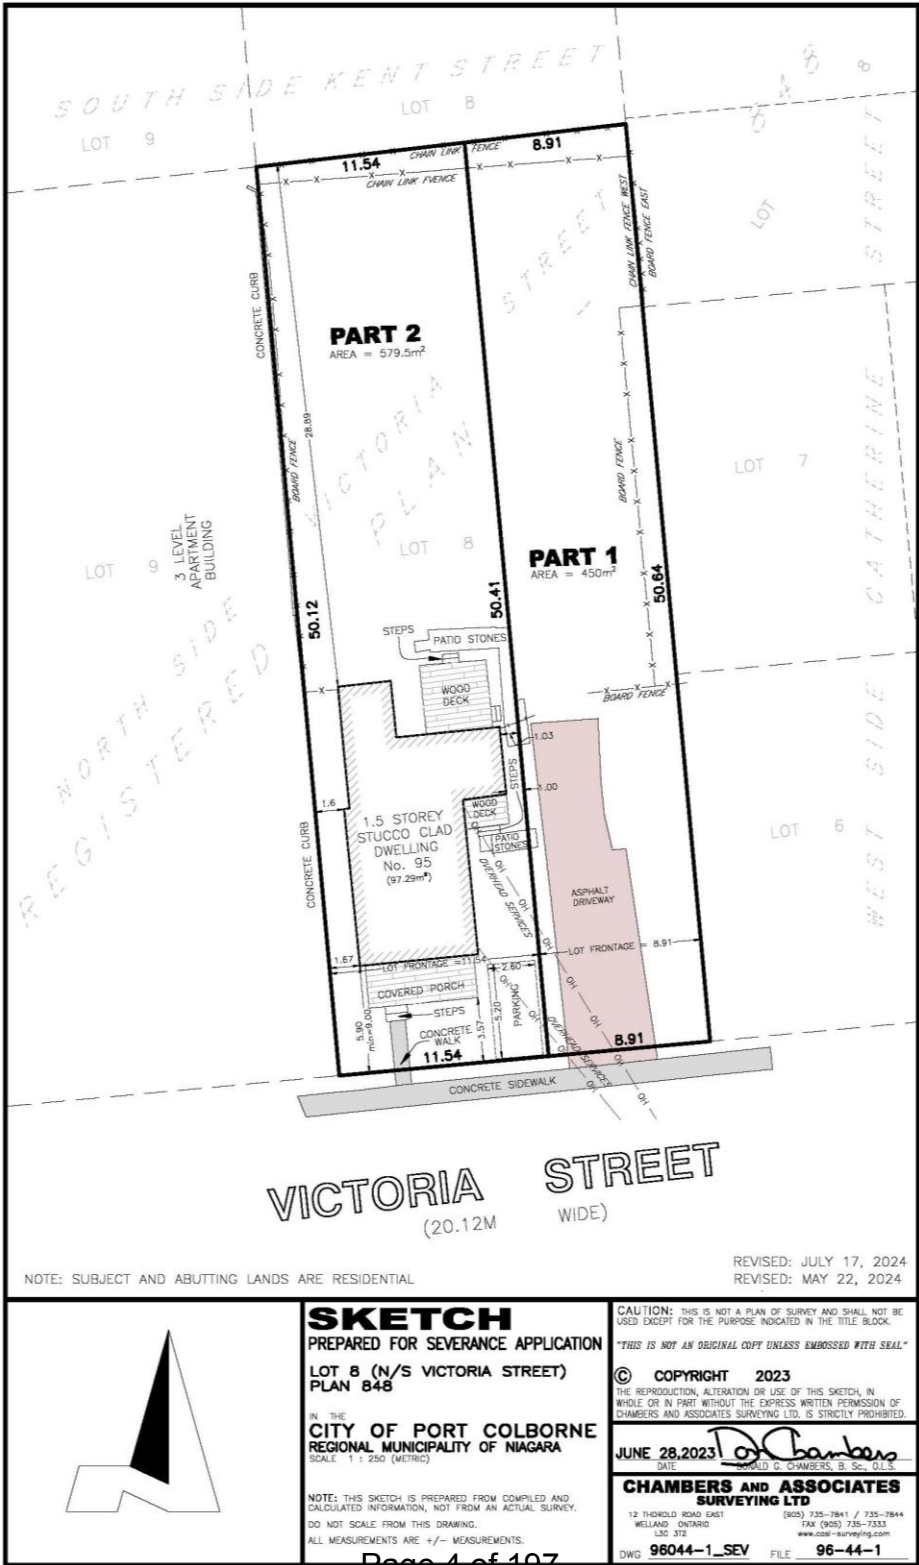 SOUTH SIDE KENT STREET
LOT 9
LOT 8
848
8
11.54
CHAIN LINK FENCE
8.91
CHAIN LINK FVENCE
CHAIN LINK FENCE WEST
BOARD FENCE EAST
LOT
STREET
CONCRETE CURB
PART 2
AREA = 579.5m²
28.89
BOARD FENCE
VICTORIA
PLAN
LOT 8
BOARD FENCE
LOT 7
WEST SIDE CATHERINE STREET
LOT 9
3 LEVEL
APARTMENT
BUILDING
PART 1
AREA = 450m²
50.12
50.41
50.64
NORTH SIDE
REGISTERED
STEPS
PATIO STONES
WOOD
DECK
BOARD FENCE
1.03
STEPS
1.00
1.6
WOOD
DECK
1.5 STOREY
STUCCO CLAD
DWELLING
No. 95
(97.29m²)
PATIO
STONES
LOT 6
CONCRETE CURB
OVERHEAD SERVICES
OH
OH
OH
OH
OH
OH
OH
OH
OH
OH
ASPHALT
DRIVEWAY
1.67
LOT FRONTAGE =11.54
2.60
LOT FRONTAGE = 8.91
COVERED PORCH
STEPS
5.90
min=9.00
CONCRETE
WALK
3.57
5.20
PARKING
OVERHEAD SERVICES
11.54
8.91
CONCRETE SIDEWALK
VICTORIA STREET
(20.12M WIDE)
REVISED: JULY 17, 2024
NOTE: SUBJECT AND ABUTTING LANDS ARE RESIDENTIAL
REVISED: MAY 22, 2024
SKETCH
PREPARED FOR SEVERANCE APPLICATION
LOT 8 (N/S VICTORIA STREET)
PLAN 848
IN THE
CITY OF PORT COLBORNE
REGIONAL MUNICIPALITY OF NIAGARA
SCALE 1 : 250 (METRIC)
NOTE: THIS SKETCH IS PREPARED FROM COMPILED AND
CALCULATED INFORMATION, NOT FROM AN ACTUAL SURVEY.
DO NOT SCALE FROM THIS DRAWING.
ALL MEASUREMENTS ARE +/- MEASUREMENTS.
CAUTION: THIS IS NOT A PLAN OF SURVEY AND SHALL NOT BE
USED EXCEPT FOR THE PURPOSE INDICATED IN THE TITLE BLOCK.
"THIS IS NOT AN ORIGINAL COPY UNLESS EMBOSSED WITH SEAL"
© COPYRIGHT 2023
THE REPRODUCTION, ALTERATION OR USE OF THIS SKETCH, IN
WHOLE OR IN PART WITHOUT THE EXPRESS WRITTEN PERMISSION OF
CHAMBERS AND ASSOCIATES SURVEYING LTD. IS STRICTLY PROHIBITED.
JUNE 28,2023 Don Chambers
DATE DONALD G. CHAMBERS, B. Sc., O.L.S.
CHAMBERS AND ASSOCIATES
SURVEYING LTD
12 THOROLD ROAD EAST (905) 735-7841 / 735-7844
WELLAND ONTARIO FAX (905) 735-7333
L3C 3T2 www.casl-surveying.com
DWG 96044-1_SEV FILE 96-44-1
Page 4 of 197